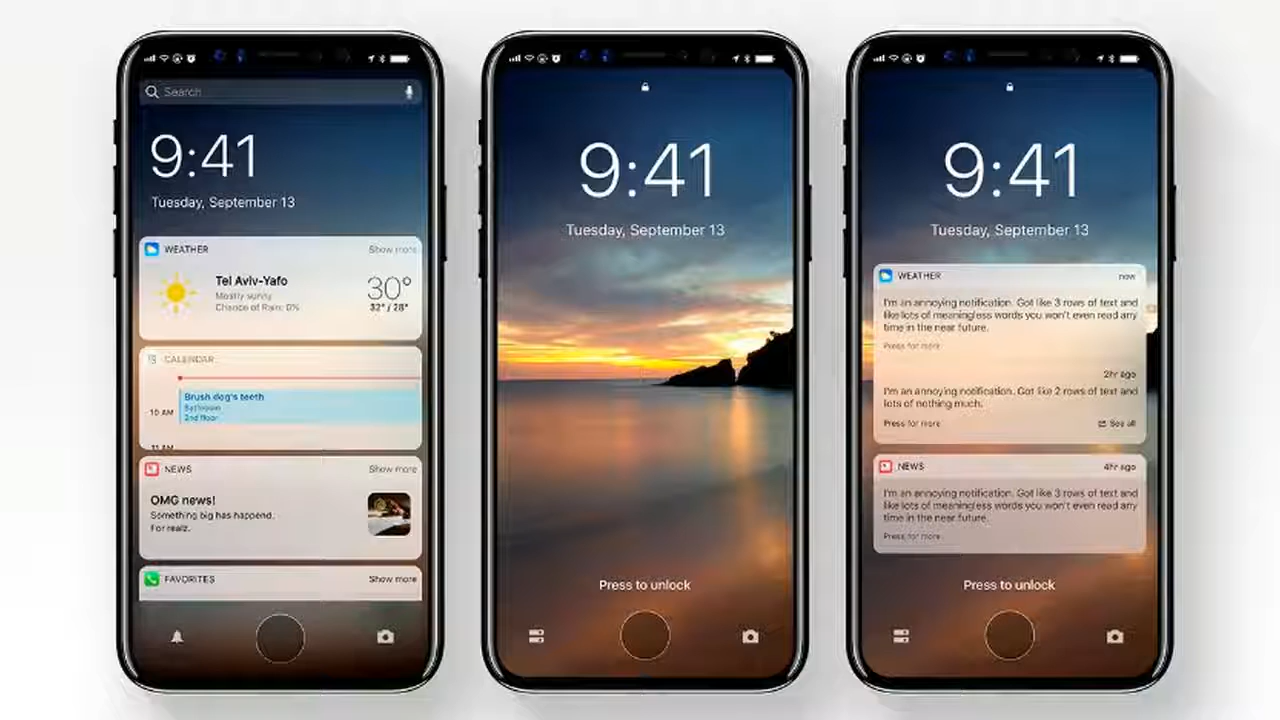 Search
9:41
Tuesday, September 13
WEATHER Show more
Tel Aviv-Yafo
30°
Mostly sunny
Chance of Rain: 0%
32° / 28°
CALENDAR
Brush dog's teeth
Bathroom
10 AM
2nd floor
11 AM
NEWS Show more
OMG news!
Something big has happend.
For realz.
FAVORITES Show more
9:41
Tuesday, September 13
Press to unlock
9:41
Tuesday, September 13
WEATHER now
I'm an annoying notification. Got like 3 rows of text and
like lots of meaningless words you won't even read any
time in the near future.
Press for more
2hr ago
I'm an annoying notification. Got like 2 rows of text and
lots of nothing much.
Press for more See all
NEWS 4hr ago
I'm an annoying notification. Got like 3 rows of text and
like lots of meaningless words you won't even read any
time in the near future.
Press for more
Press to unlock